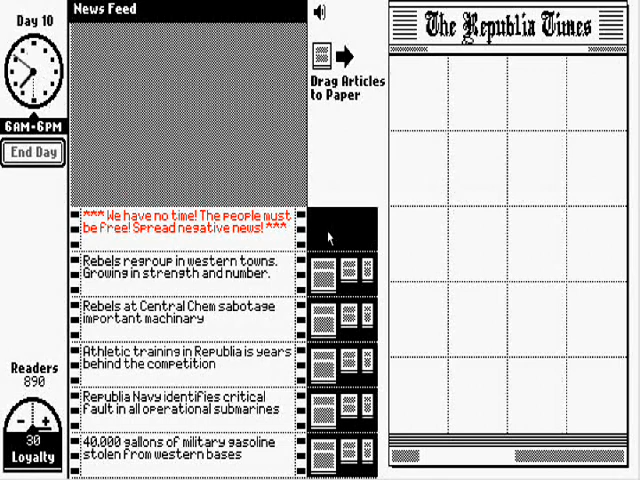 Day 10
News Feed
The Republia Times
Drag Articles
to Paper
6AM-6PM
End Day
*** We have no time! The people must
be free! Spread negative news! ***
Rebels regroup in western towns.
Growing in strength and number.
Rebels at Central Chem sabotage
important machinary
Athletic training in Republia is years
behind the competition
Republia Navy identifies critical
fault in all operational submarines
40,000 gallons of military gasoline
stolen from western bases
Readers
890
- +
30
Loyalty